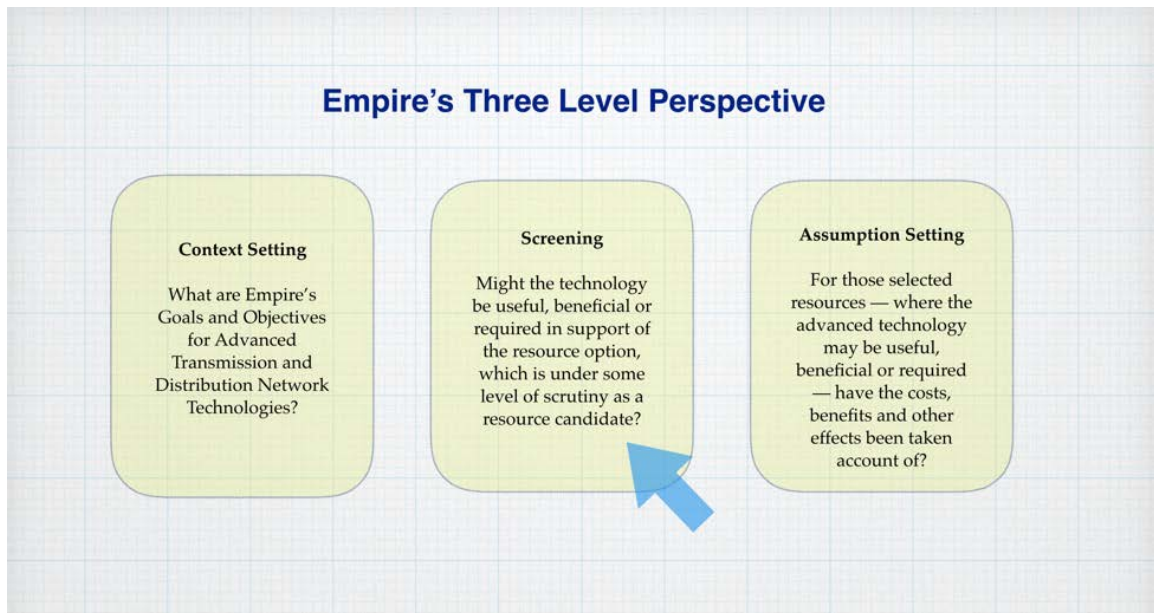 Empire's Three Level Perspective
Context Setting
What are Empire's
Goals and Objectives
for Advanced
Transmission and
Distribution Network
Technologies?
Screening
Might the technology
be useful, beneficial or
required in support of
the resource option,
which is under some
level of scrutiny as a
resource candidate?
Assumption Setting
For those selected
resources — where the
advanced technology
may be useful,
beneficial or required
— have the costs,
benefits and other
effects been taken
account of?